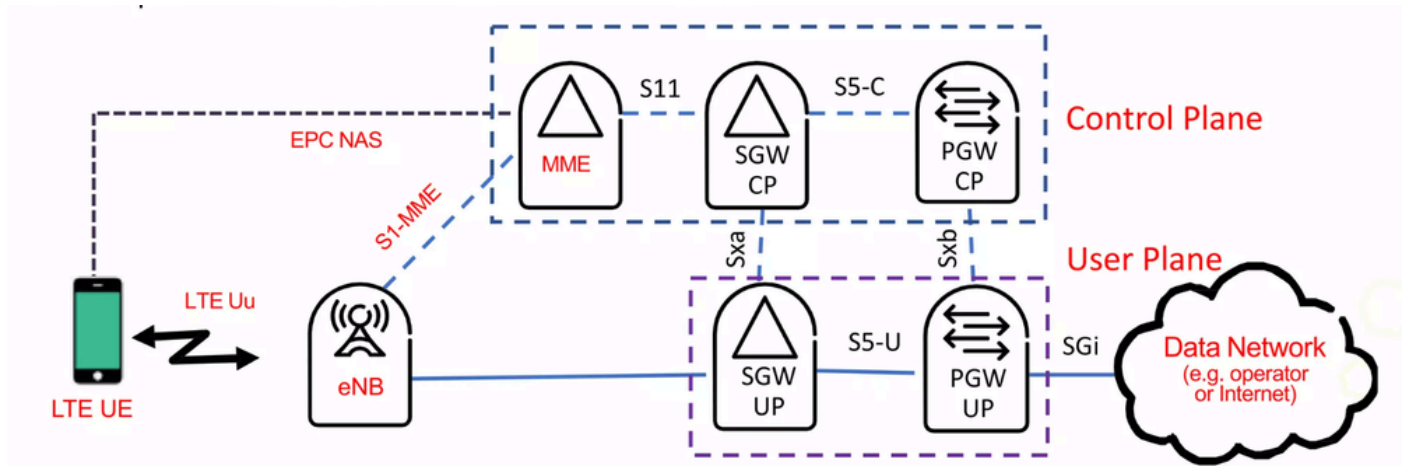 S11
S5-C
EPC NAS
MME
SGW
CP
PGW
CP
Control Plane
S1-MME
Sxa
Sxb
User Plane
LTE Uu
LTE UE
eNB
SGW
UP
S5-U
PGW
UP
SGi
Data Network
(e.g. operator
or Internet)